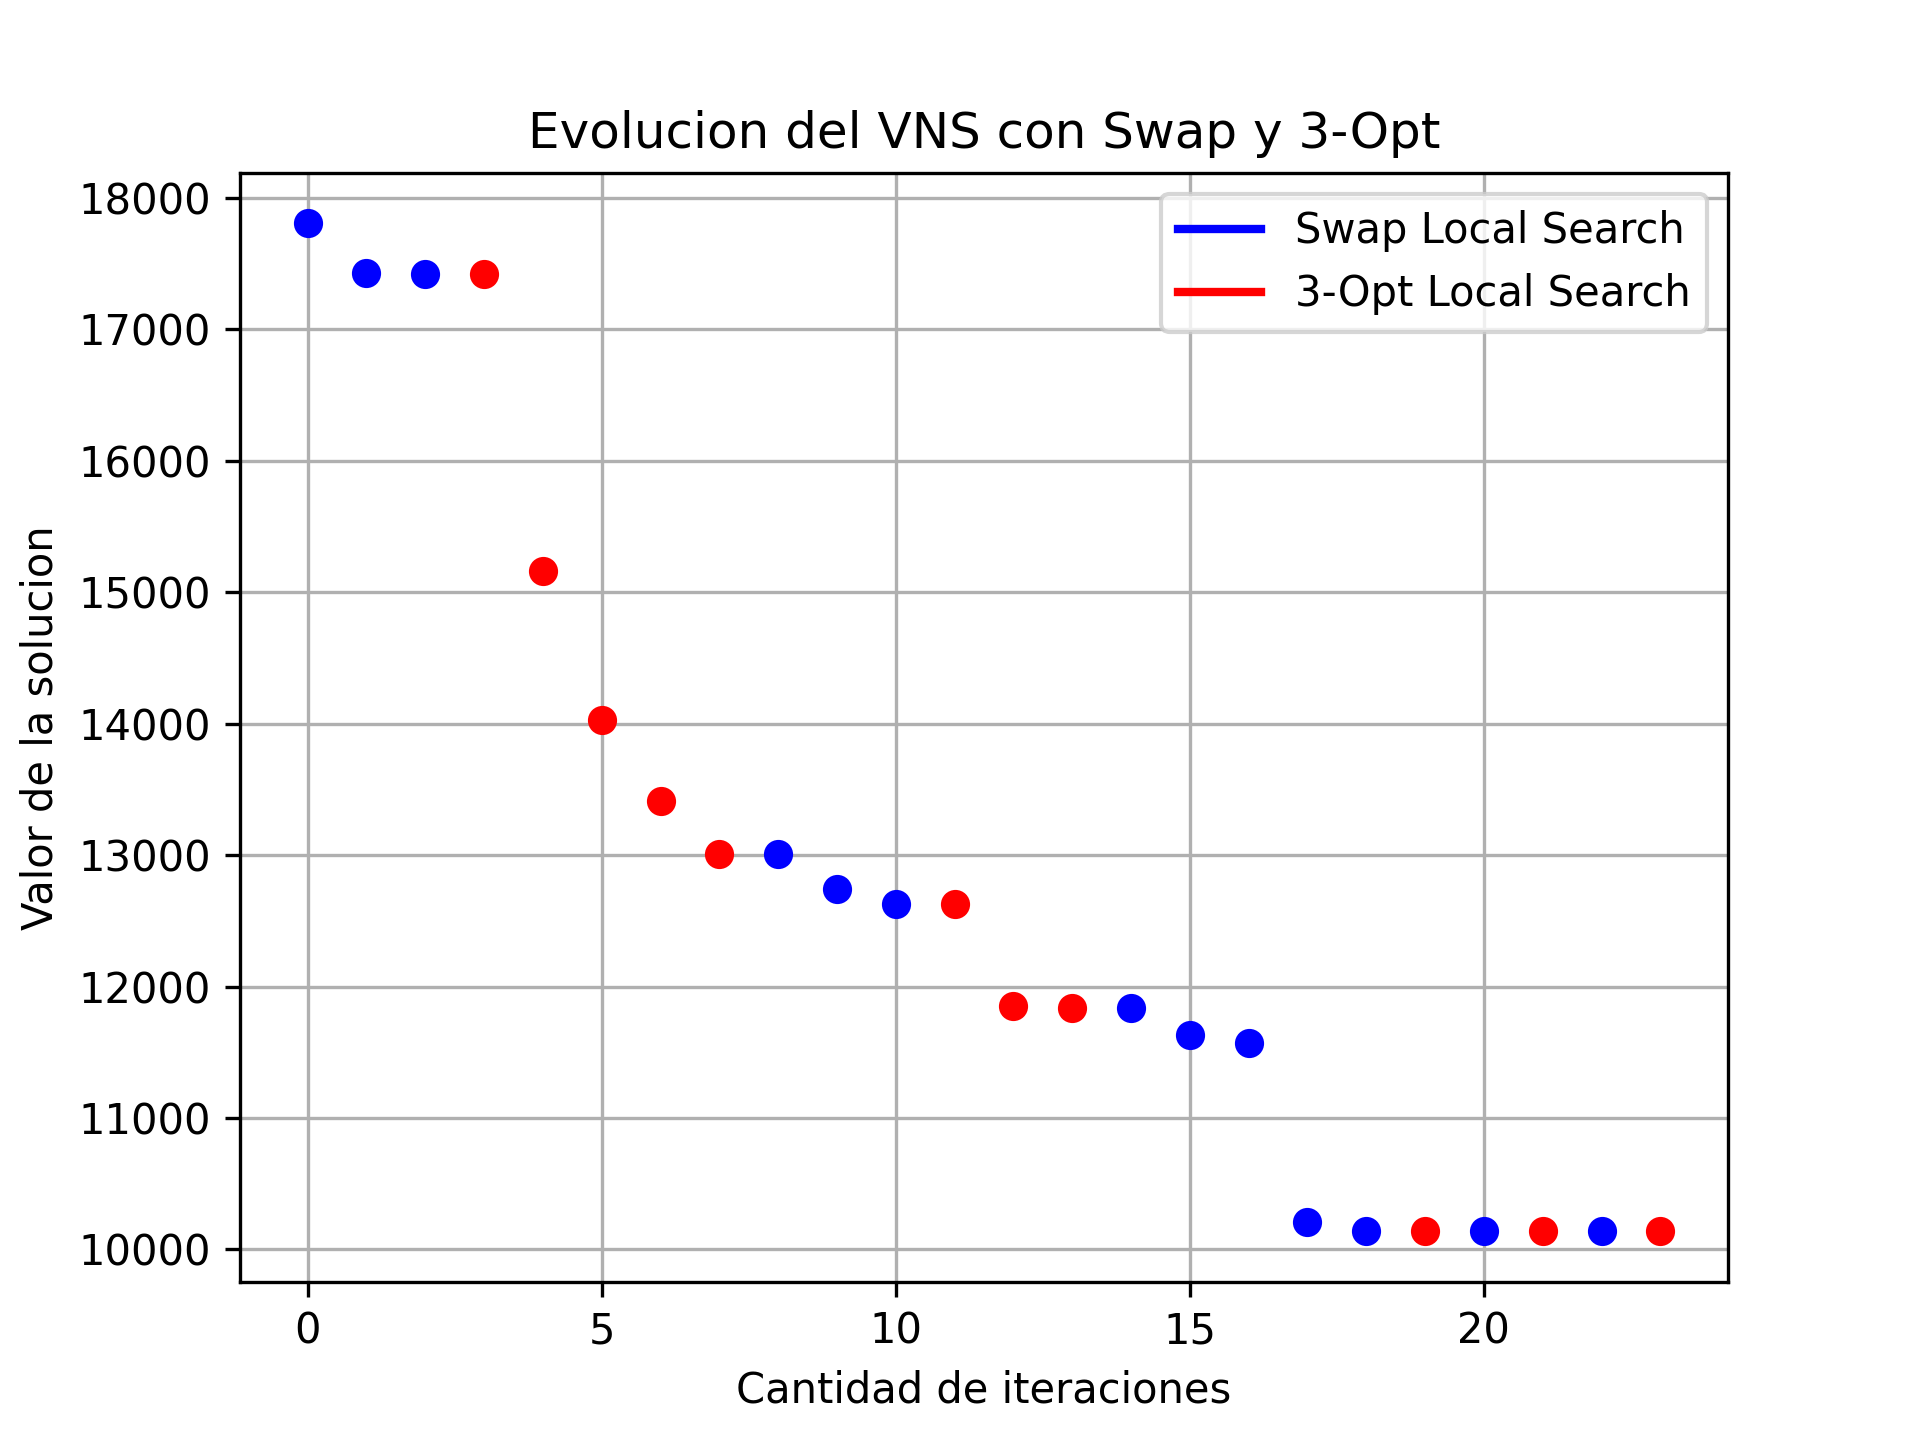 Evolucion del VNS con Swap y 3-Opt
Swap Local Search
3-Opt Local Search
Valor de la solucion
18000
17000
16000
15000
14000
13000
12000
11000
10000
0 5 10 15 20
Cantidad de iteraciones